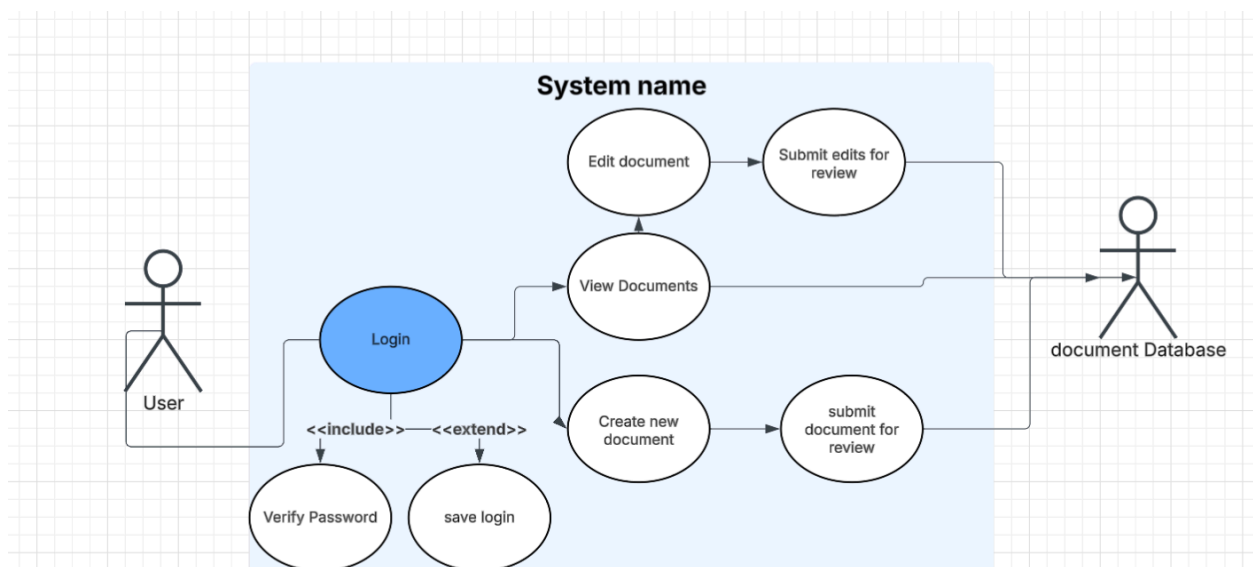 System name
Edit document
Submit edits for
review
View Documents
Login
User
document Database
<<include>>
<<extend>>
Create new
document
submit
document for
review
Verify Password
save login